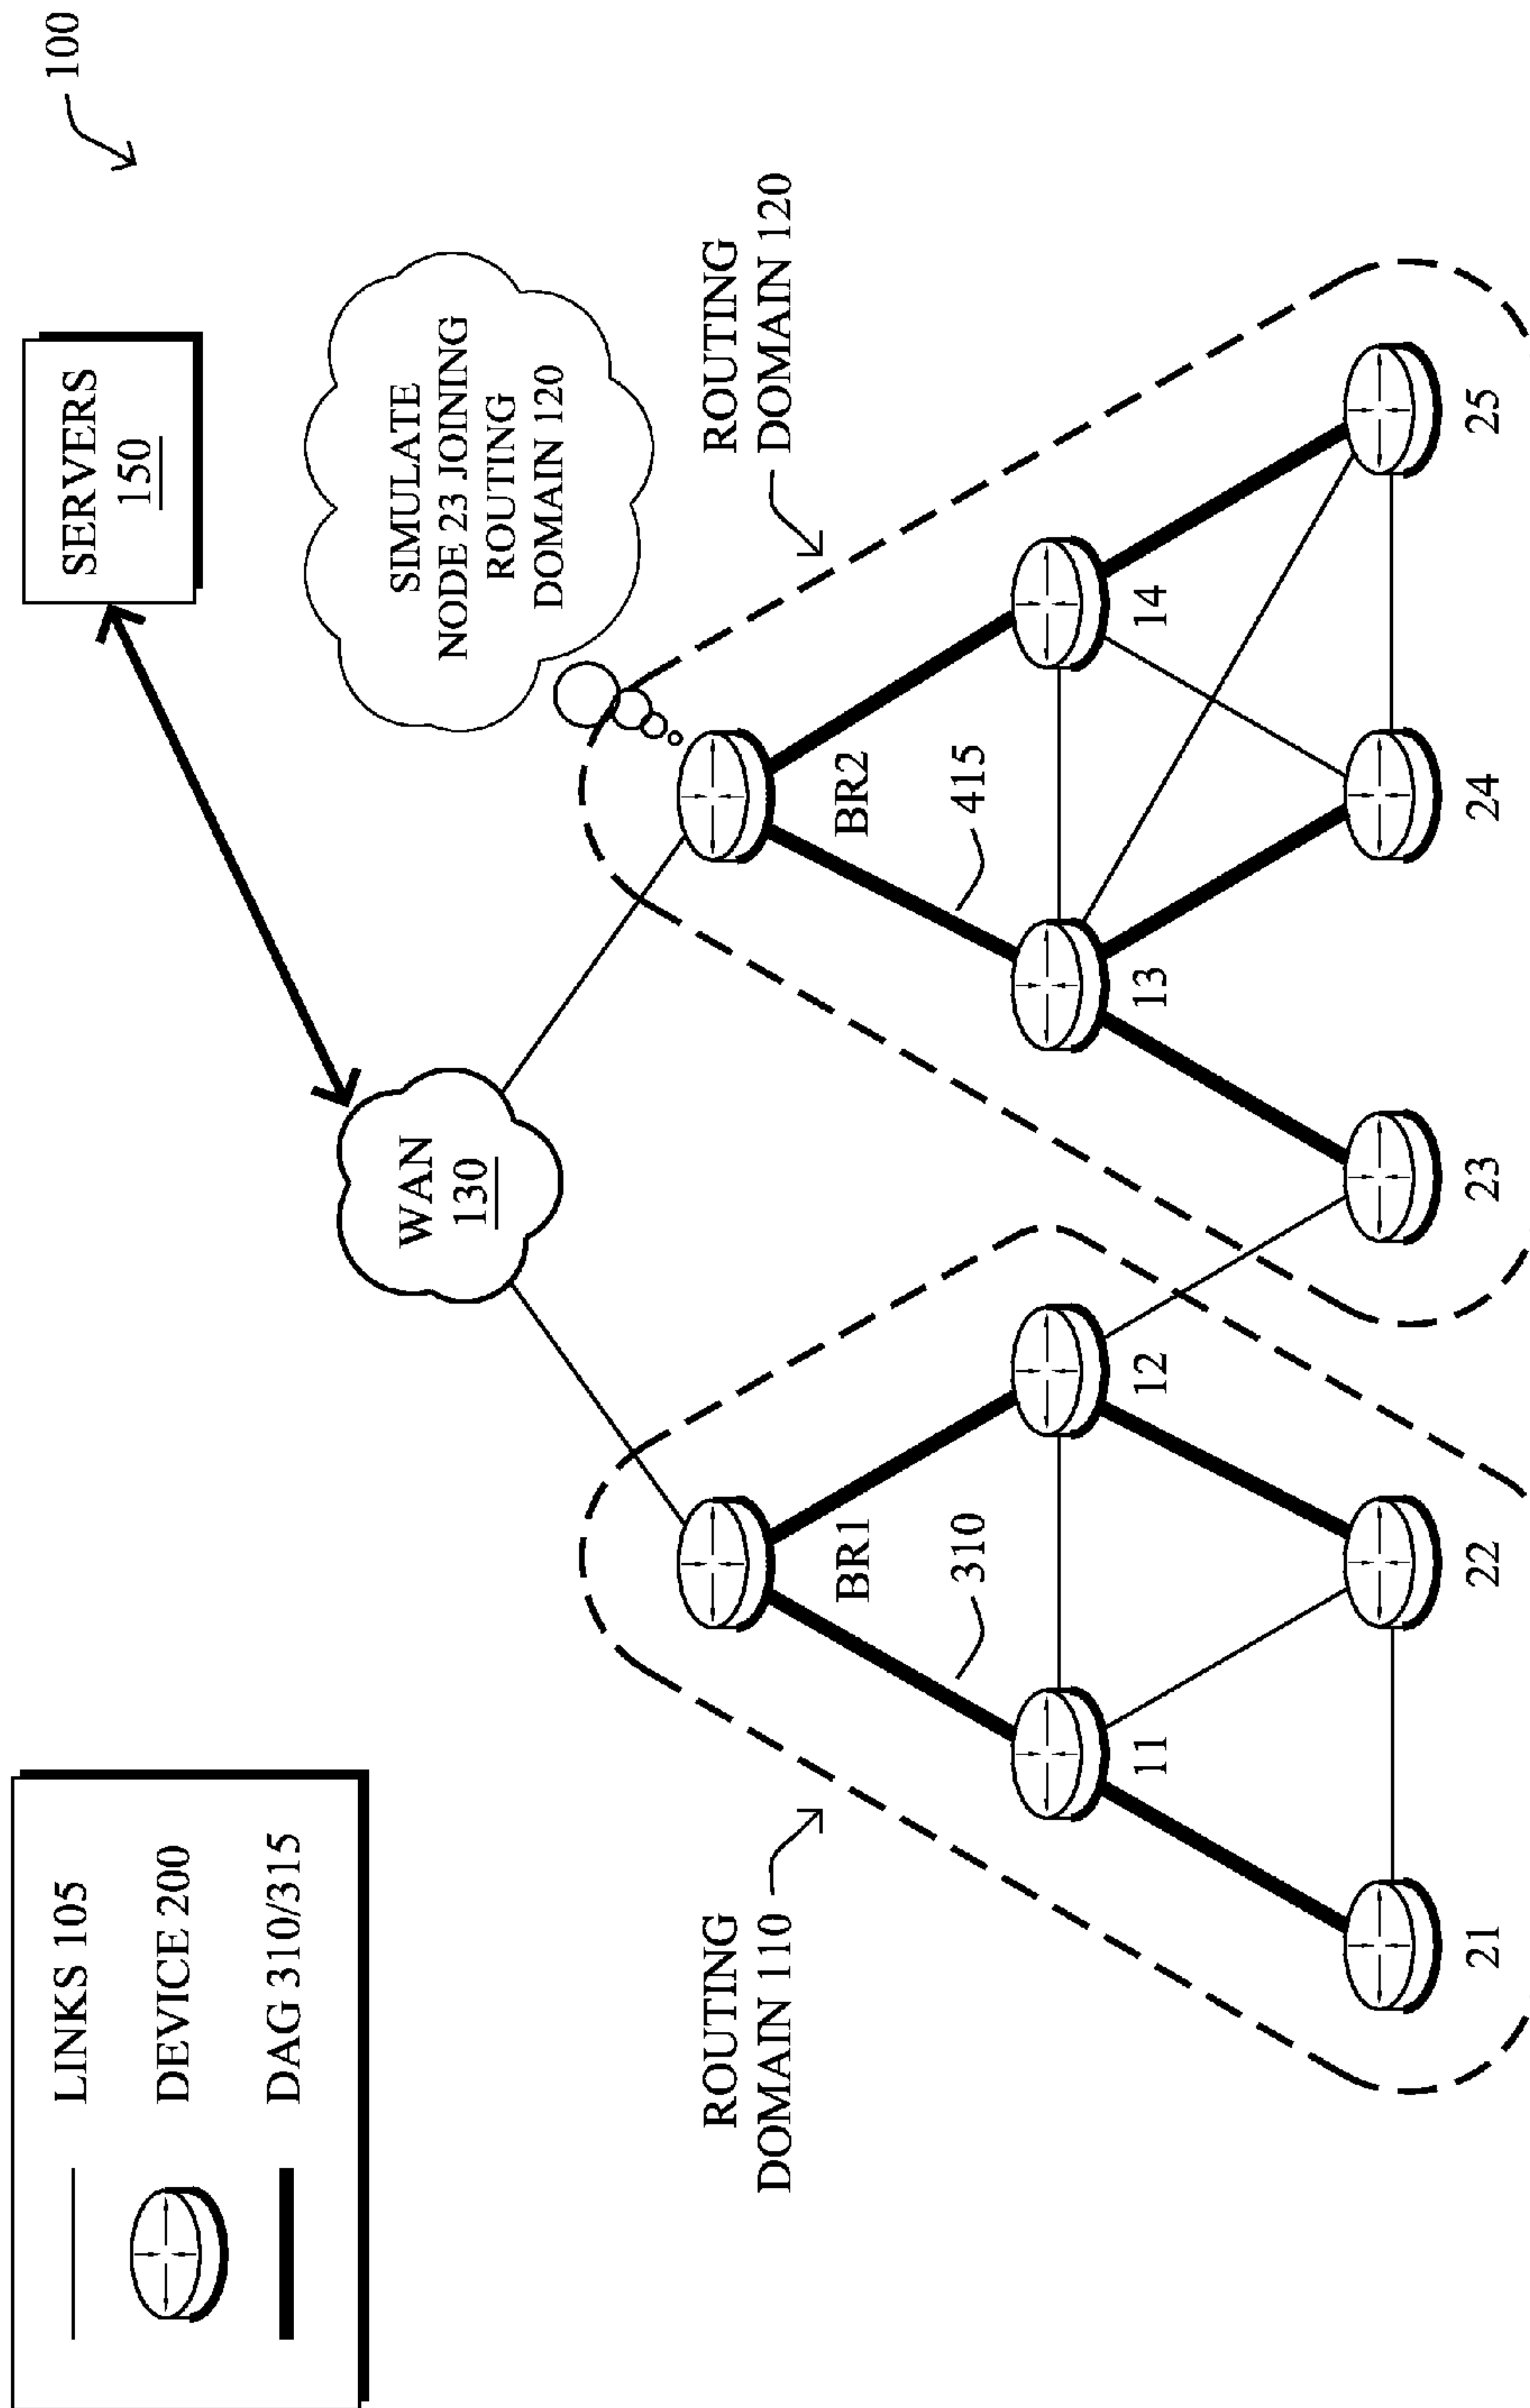 100
LINKS 105
DEVICE 200
DAG 310/315
SERVERS
150
WAN
130
SIMULATE
NODE 23 JOINING
ROUTING
DOMAIN 120
ROUTING
DOMAIN 110
ROUTING
DOMAIN 120
BR1
BR2
310
415
11
12
13
14
21
22
23
24
25